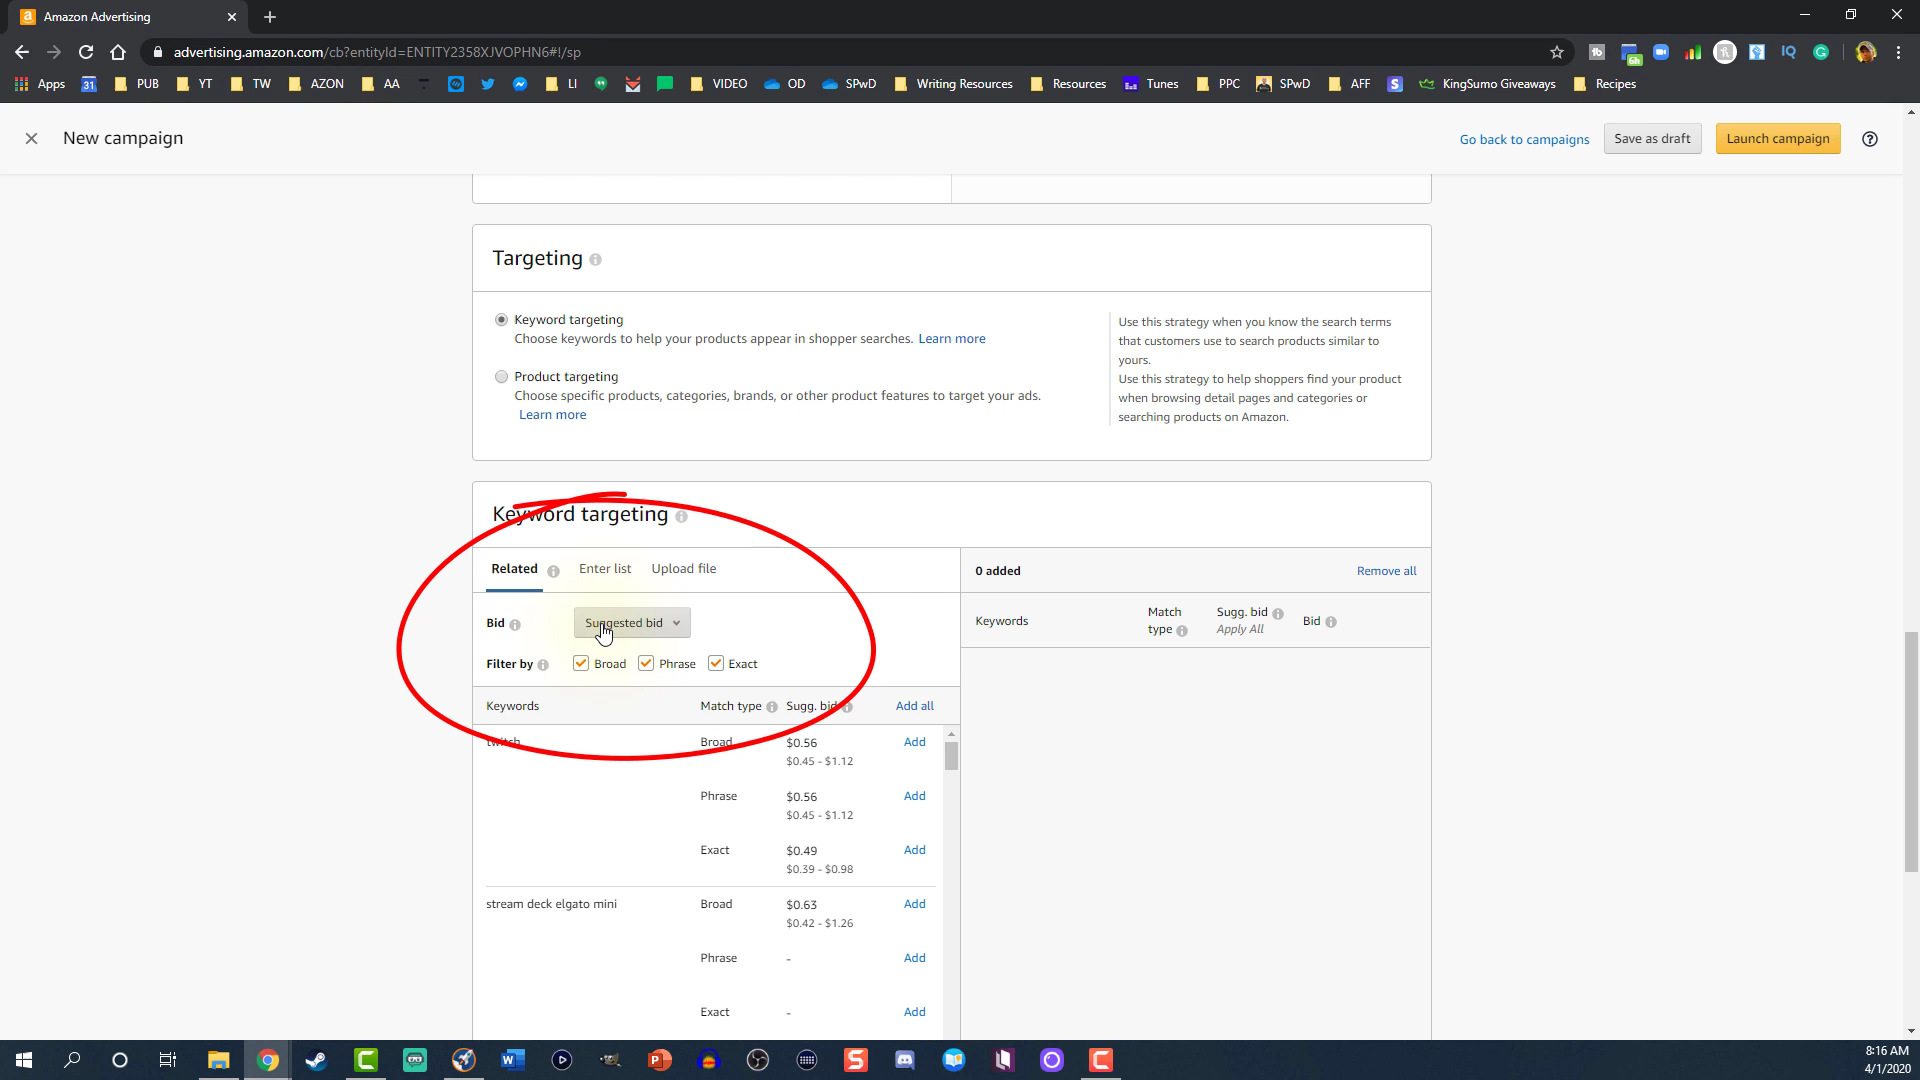 Amazon Advertising
advertising.amazon.com/cb?entityId=ENTITY2358XJVOPHN6#!/sp
Apps 31 PUB YT TW AZON AA LI VIDEO OD SPwD Writing Resources Resources Tunes PPC SPwD AFF S KingSumo Giveaways Recipes
New campaign
Go back to campaigns Save as draft Launch campaign
Targeting
Keyword targeting
Choose keywords to help your products appear in shopper searches. Learn more
Product targeting
Choose specific products, categories, brands, or other product features to target your ads.
Learn more
Use this strategy when you know the search terms
that customers use to search products similar to
yours.
Use this strategy to help shoppers find your product
when browsing detail pages and categories or
searching products on Amazon.
Keyword targeting
Related Enter list Upload file
Bid Suggested bid
Filter by Broad Phrase Exact
Keywords Match type Sugg. bid Add all
twitch Broad $0.56 Add
$0.45 - $1.12
Phrase $0.56 Add
$0.45 - $1.12
Exact $0.49 Add
$0.39 - $0.98
stream deck elgato mini Broad $0.63 Add
$0.42 - $1.26
Phrase - Add
Exact - Add
0 added Remove all
Keywords Match type Sugg. bid Bid
Apply All
8:16 AM
4/1/2020